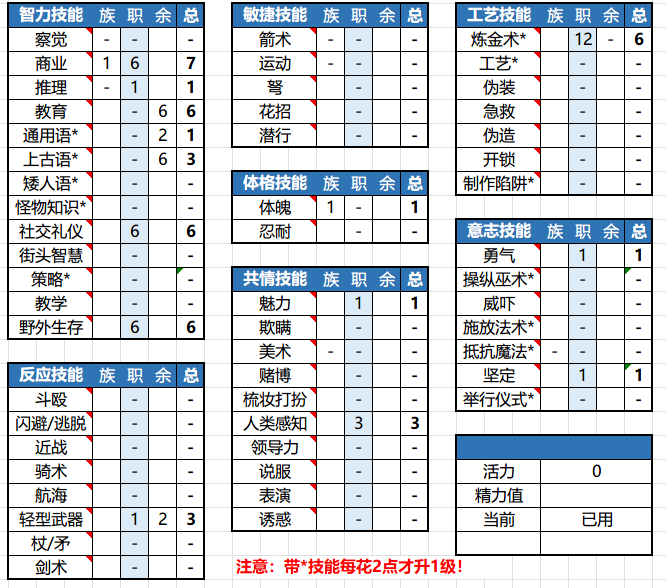 智力技能 族 职 余 总
察觉 - - -
商业 1 6 7
推理 - 1 1
教育 - 6 6
通用语* - 2 1
上古语* - 6 3
矮人语* - -
怪物知识* - -
社交礼仪 6 6
街头智慧 - -
策略* - -
教学 - -
野外生存 6 6
反应技能 族 职 余 总
斗殴 - -
闪避/逃脱 - -
近战 - -
骑术 - -
航海 - -
轻型武器 1 2 3
杖/矛 - -
剑术 - -
敏捷技能 族 职 余 总
箭术 - - -
运动 - - -
弩 - -
花招 - -
潜行 - -
体格技能 族 职 余 总
体魄 1 - 1
忍耐 - -
共情技能 族 职 余 总
魅力 1 1
欺瞒 - -
美术 - - -
赌博 - -
梳妆打扮 - -
人类感知 3 3
领导力 - -
说服 - -
表演 - -
诱惑 - -
工艺技能 族 职 余 总
炼金术* 12 - 6
工艺* - -
伪装 - -
急救 - -
伪造 - -
开锁 - -
制作陷阱* - -
意志技能 族 职 余 总
勇气 1 1
操纵巫术* - -
威吓 - -
施放法术* - -
抵抗魔法* - - -
坚定 1 1
举行仪式* - -
活力 0
精力值
当前 已用
注意：带*技能每花2点才升1级！